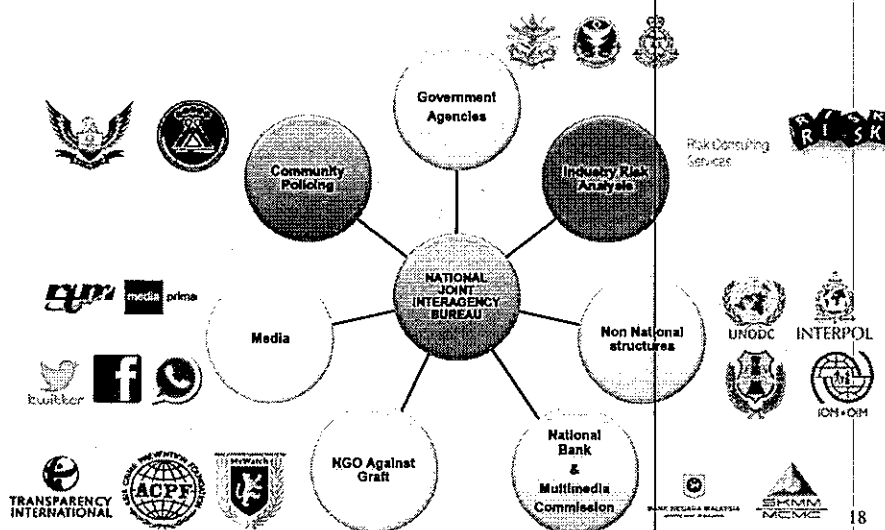 Government
Agencies
Community
Policing
Industry Risk
Analysis
Risk Consulting
Services
RISK
NATIONAL
JOINT
INTERAGENCY
BUREAU
media prima
Media
Non National
structures
UNODC
INTERPOL
twitter
IOM • OIM
NGO Against
Graft
National
Bank
&
Multimedia
Commission
TRANSPARENCY
INTERNATIONAL
ACPF
MyWatch
BANK NEGARA MALAYSIA
SKMM
MCMC
18